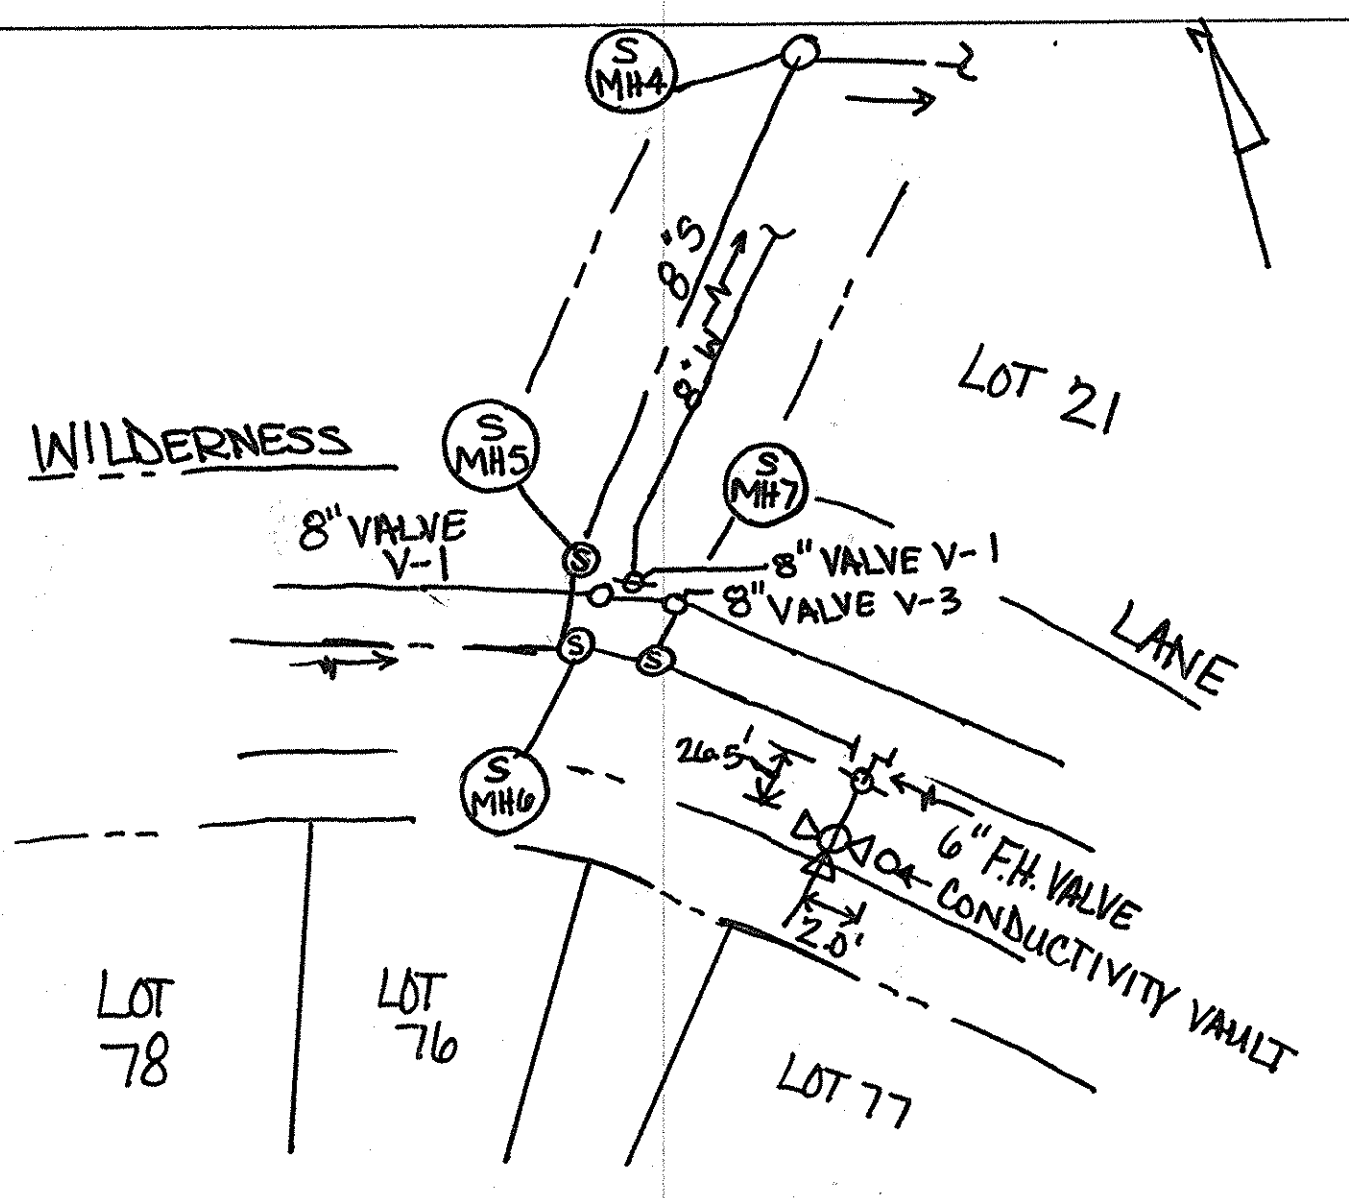 S
MH4
8" S
8" W
LOT 21
WILDERNESS
S
MH5
S
MH7
8" VALVE
V-1
S
8" VALVE V-1
8" VALVE V-3
LANE
S
S
26.5'
S
MH6
6" F.H. VALVE
CONDUCTIVITY VAULT
2.0'
LOT
78
LOT
76
LOT 77